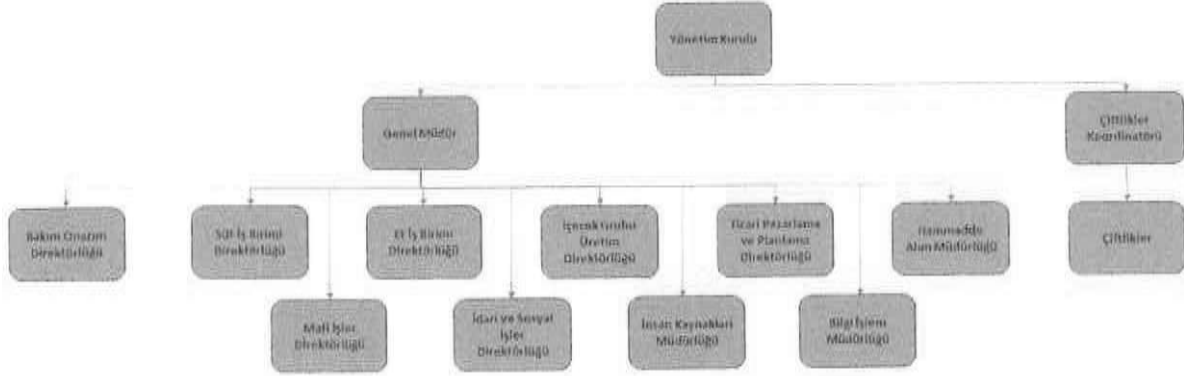 Yönetim Kurulu
Genel Müdür
Çiftlikler
Koordinatörü
Bakım Onarım
Direktörlüğü
Süt İş Birimi
Direktörlüğü
Et İş Birimi
Direktörlüğü
İçecek Grubu
Üretim
Direktörlüğü
Ticari Pazarlama
ve Planlama
Direktörlüğü
Hammadde
Alım Müdürlüğü
Çiftlikler
Mali İşler
Direktörlüğü
İdari ve Sosyal
İşler
Direktörlüğü
İnsan Kaynakları
Müdürlüğü
Bilgi İşlem
Müdürlüğü